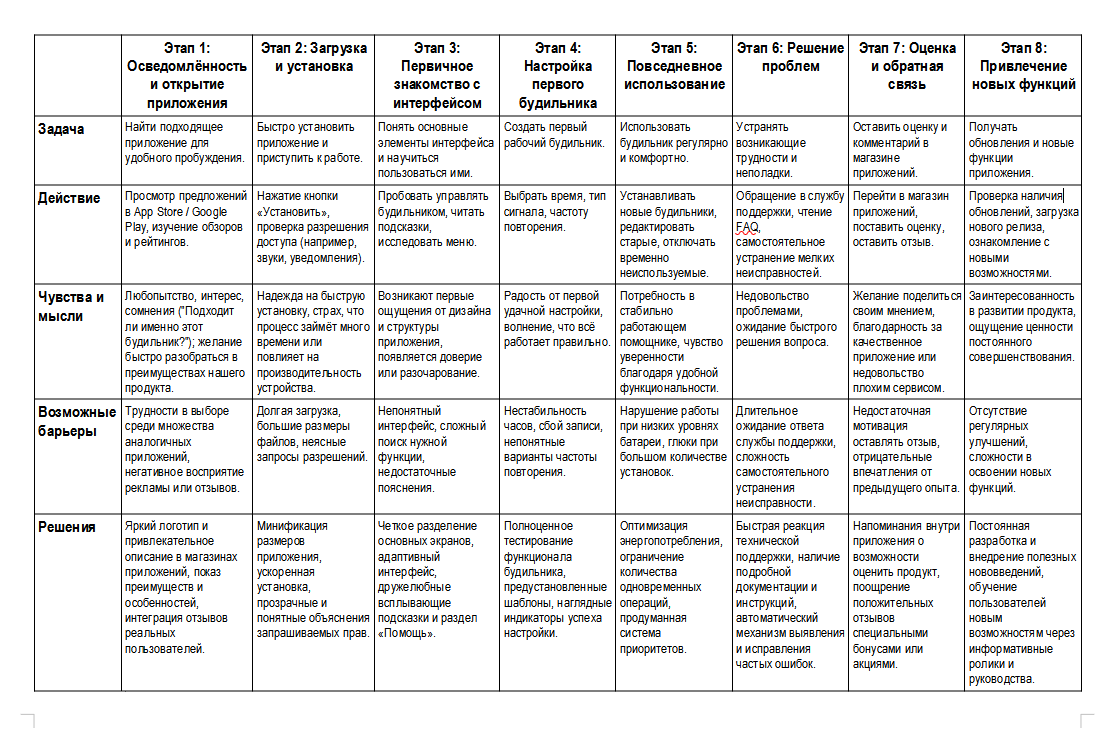 Этап 1:
Осведомлённость
и открытие
приложения
Этап 2: Загрузка
и установка
Этап 3:
Первичное
знакомство с
интерфейсом
Этап 4:
Настройка
первого
будильника
Этап 5:
Повседневное
использование
Этап 6: Решение
проблем
Этап 7: Оценка
и обратная
связь
Этап 8:
Привлечение
новых функций
Задача
Найти подходящее
приложение для
удобного пробуждения.
Быстро установить
приложение и
приступить к работе.
Понять основные
элементы интерфейса
и научиться
пользоваться ими.
Создать первый
рабочий будильник.
Использовать
будильник регулярно
и комфортно.
Устранять
возникающие
трудности и
неполадки.
Оставить оценку и
комментарий в
магазине
приложений.
Получать
обновления и новые
функции
приложения.
Действие
Просмотр предложений
в App Store / Google
Play, изучение обзоров
и рейтингов.
Нажатие кнопки
«Установить»,
проверка разрешения
доступа (например,
звуки, уведомления).
Пробовать управлять
будильником, читать
подсказки,
исследовать меню.
Выбрать время, тип
сигнала, частоту
повторения.
Устанавливать
новые будильники,
редактировать
старые, отключать
временно
неиспользуемые.
Обращение в службу
поддержки, чтение
FAQ,
самостоятельное
устранение мелких
неисправностей.
Перейти в магазин
приложений,
поставить оценку,
оставить отзыв.
Проверка наличия
обновлений, загрузка
нового релиза,
ознакомление с
новыми
возможностями.
Чувства и
мысли
Любопытство, интерес,
сомнения ("Подходит
ли именно этот
будильник?"); желание
быстро разобраться в
преимуществах нашего
продукта.
Надежда на быструю
установку, страх, что
процесс займёт много
времени или
повлияет на
производительность
устройства.
Возникают первые
ощущения от дизайна
и структуры
приложения,
появляется доверие
или разочарование.
Радость от первой
удачной настройки,
волнение, что всё
работает правильно.
Потребность в
стабильно
работающем
помощнике, чувство
уверенности
благодаря удобной
функциональности.
Недовольство
проблемами,
ожидание быстрого
решения вопроса.
Желание поделиться
своим мнением,
благодарность за
качественное
приложение или
недовольство
плохим сервисом.
Заинтересованность
в развитии продукта,
ощущение ценности
постоянного
совершенствования.
Возможные
барьеры
Трудности в выборе
среди множества
аналогичных
приложений,
негативное восприятие
рекламы или отзывов.
Долгая загрузка,
большие размеры
файлов, неясные
запросы разрешений.
Непонятный
интерфейс, сложный
поиск нужной
функции,
недостаточные
пояснения.
Нестабильность
часов, сбой записи,
непонятные
варианты частоты
повторения.
Нарушение работы
при низких уровнях
батареи, глюки при
большом количестве
установок.
Длительное
ожидание ответа
службы поддержки,
сложность
самостоятельного
устранения
неисправности.
Недостаточная
мотивация
оставлять отзыв,
отрицательные
впечатления от
предыдущего опыта.
Отсутствие
регулярных
улучшений,
сложности в
освоении новых
функций.
Решения
Яркий логотип и
привлекательное
описание в магазинах
приложений, показ
преимуществ и
особенностей,
интеграция отзывов
реальных
пользователей.
Минификация
размеров
приложения,
ускоренная
установка,
прозрачные и
понятные объяснения
запрашиваемых прав.
Четкое разделение
основных экранов,
адаптивный
интерфейс,
дружелюбные
всплывающие
подсказки и раздел
«Помощь».
Полноценное
тестирование
функционала
будильника,
предустановленные
шаблоны, наглядные
индикаторы успеха
настройки.
Оптимизация
энергопотребления,
ограничение
количества
одновременных
операций,
продуманная
система
приоритетов.
Быстрая реакция
технической
поддержки, наличие
подробной
документации и
инструкций,
автоматический
механизм выявления
и исправления
частых ошибок.
Напоминания внутри
приложения о
возможности
оценить продукт,
поощрение
положительных
отзывов
специальными
бонусами или
акциями.
Постоянная
разработка и
внедрение полезных
нововведений,
обучение
пользователей
новым
возможностям через
информативные
ролики и
руководства.